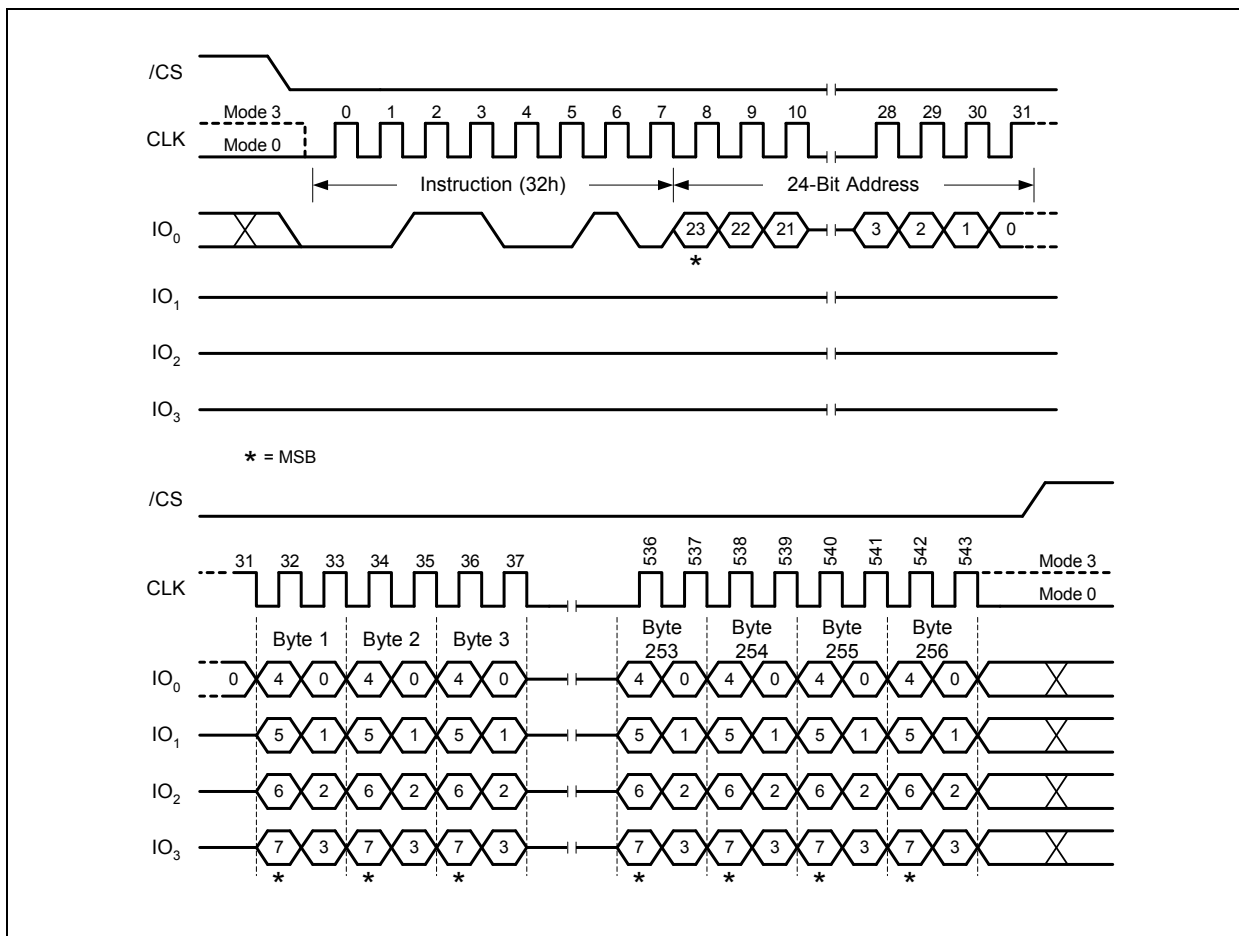 /CS
Mode 3 0 1 2 3 4 5 6 7 8 9 10 28 29 30 31
CLK
Mode 0
Instruction (32h) 24-Bit Address
IO0 23 22 21 3 2 1 0
*
IO1
IO2
IO3
* = MSB
/CS
31 32 33 34 35 36 37 536 537 538 539 540 541 542 543 Mode 3
CLK
Mode 0
Byte 1 Byte 2 Byte 3 Byte 253 Byte 254 Byte 255 Byte 256
IO0 0 4 0 4 0 4 0 4 0 4 0 4 0 4 0
IO1 5 1 5 1 5 1 5 1 5 1 5 1 5 1
IO2 6 2 6 2 6 2 6 2 6 2 6 2 6 2
IO3 7 3 7 3 7 3 7 3 7 3 7 3 7 3
* * * * * * *